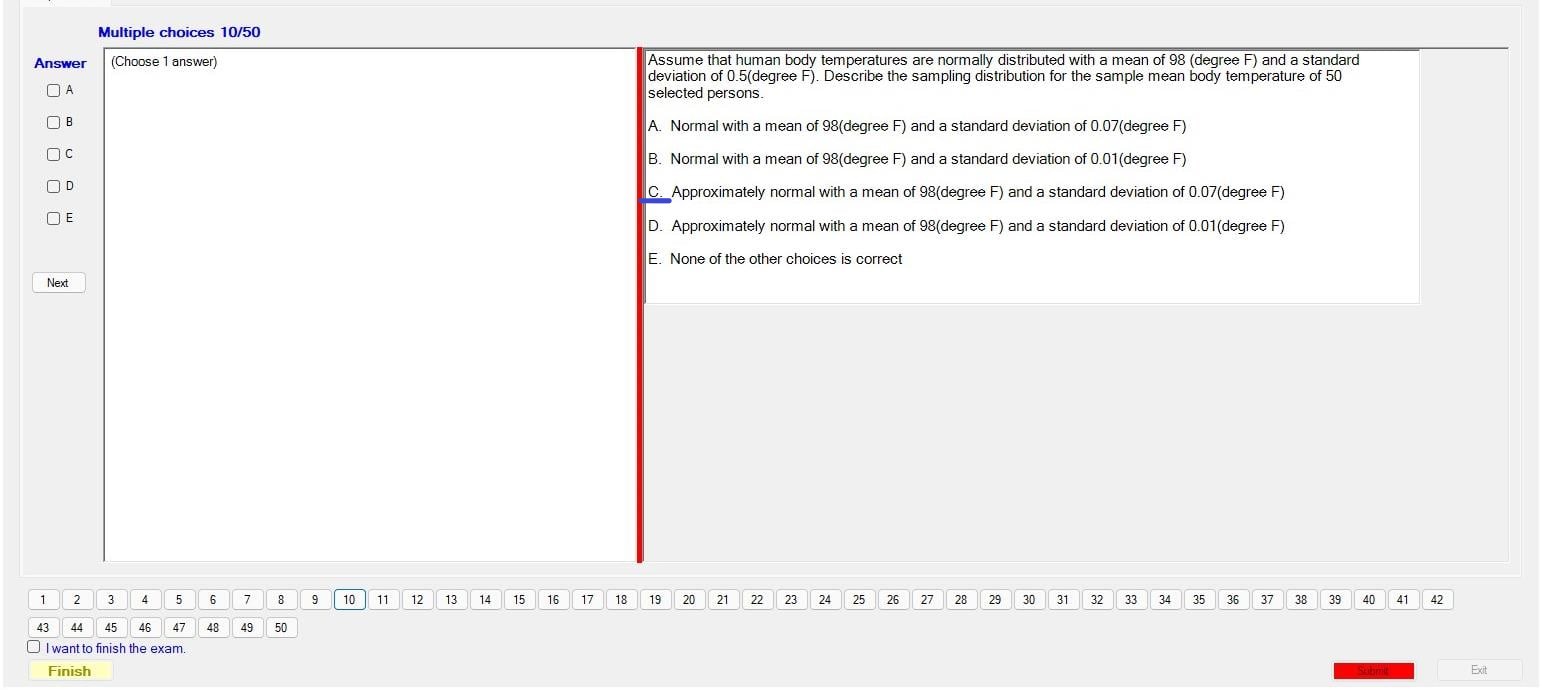 Multiple choices 10/50
Answer
(Choose 1 answer)
A
B
C
D
E
Next
Assume that human body temperatures are normally distributed with a mean of 98 (degree F) and a standard
deviation of 0.5(degree F). Describe the sampling distribution for the sample mean body temperature of 50
selected persons.
A. Normal with a mean of 98(degree F) and a standard deviation of 0.07(degree F)
B. Normal with a mean of 98(degree F) and a standard deviation of 0.01(degree F)
C. Approximately normal with a mean of 98(degree F) and a standard deviation of 0.07(degree F)
D. Approximately normal with a mean of 98(degree F) and a standard deviation of 0.01(degree F)
E. None of the other choices is correct
1 2 3 4 5 6 7 8 9 10 11 12 13 14 15 16 17 18 19 20 21 22 23 24 25 26 27 28 29 30 31 32 33 34 35 36 37 38 39 40 41 42
43 44 45 46 47 48 49 50
I want to finish the exam.
Finish
Submit
Exit